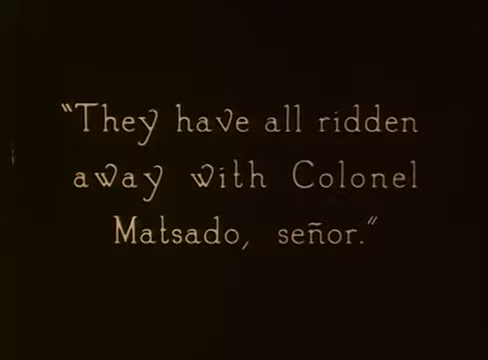 “They have all ridden
away with Colonel
Matsado, señor.”